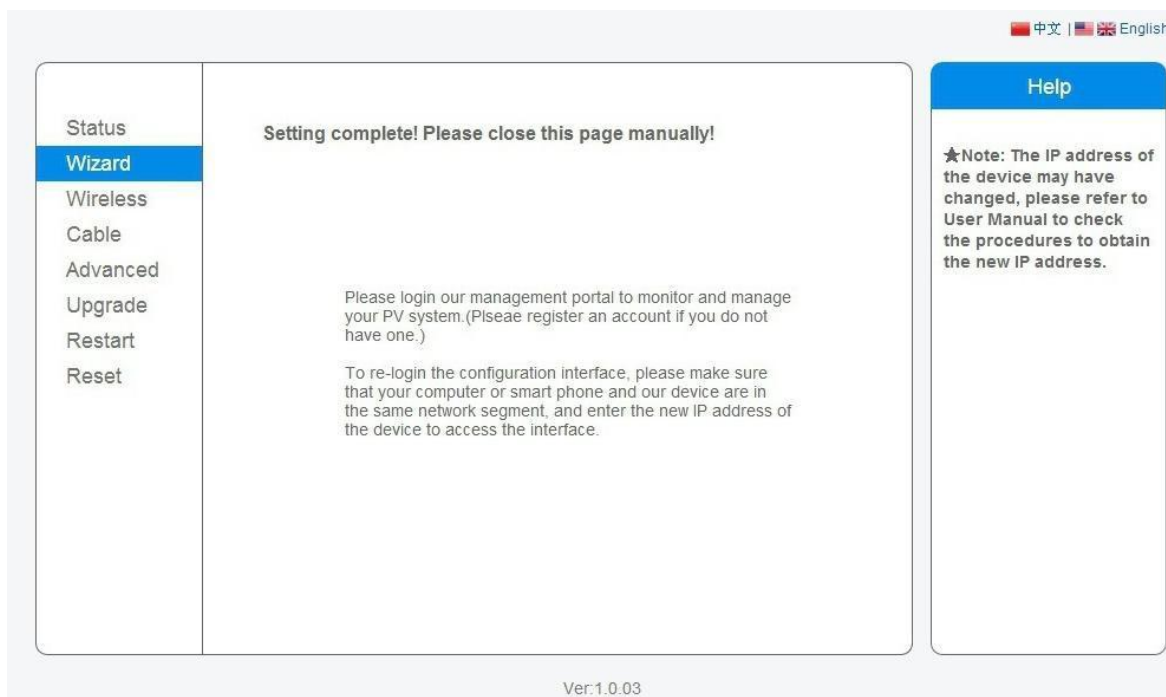 中文 | English
Status
Wizard
Wireless
Cable
Advanced
Upgrade
Restart
Reset
Setting complete! Please close this page manually!
Please login our management portal to monitor and manage
your PV system.(Plseae register an account if you do not
have one.)
To re-login the configuration interface, please make sure
that your computer or smart phone and our device are in
the same network segment, and enter the new IP address of
the device to access the interface.
Help
★Note: The IP address of
the device may have
changed, please refer to
User Manual to check
the procedures to obtain
the new IP address.
Ver:1.0.03